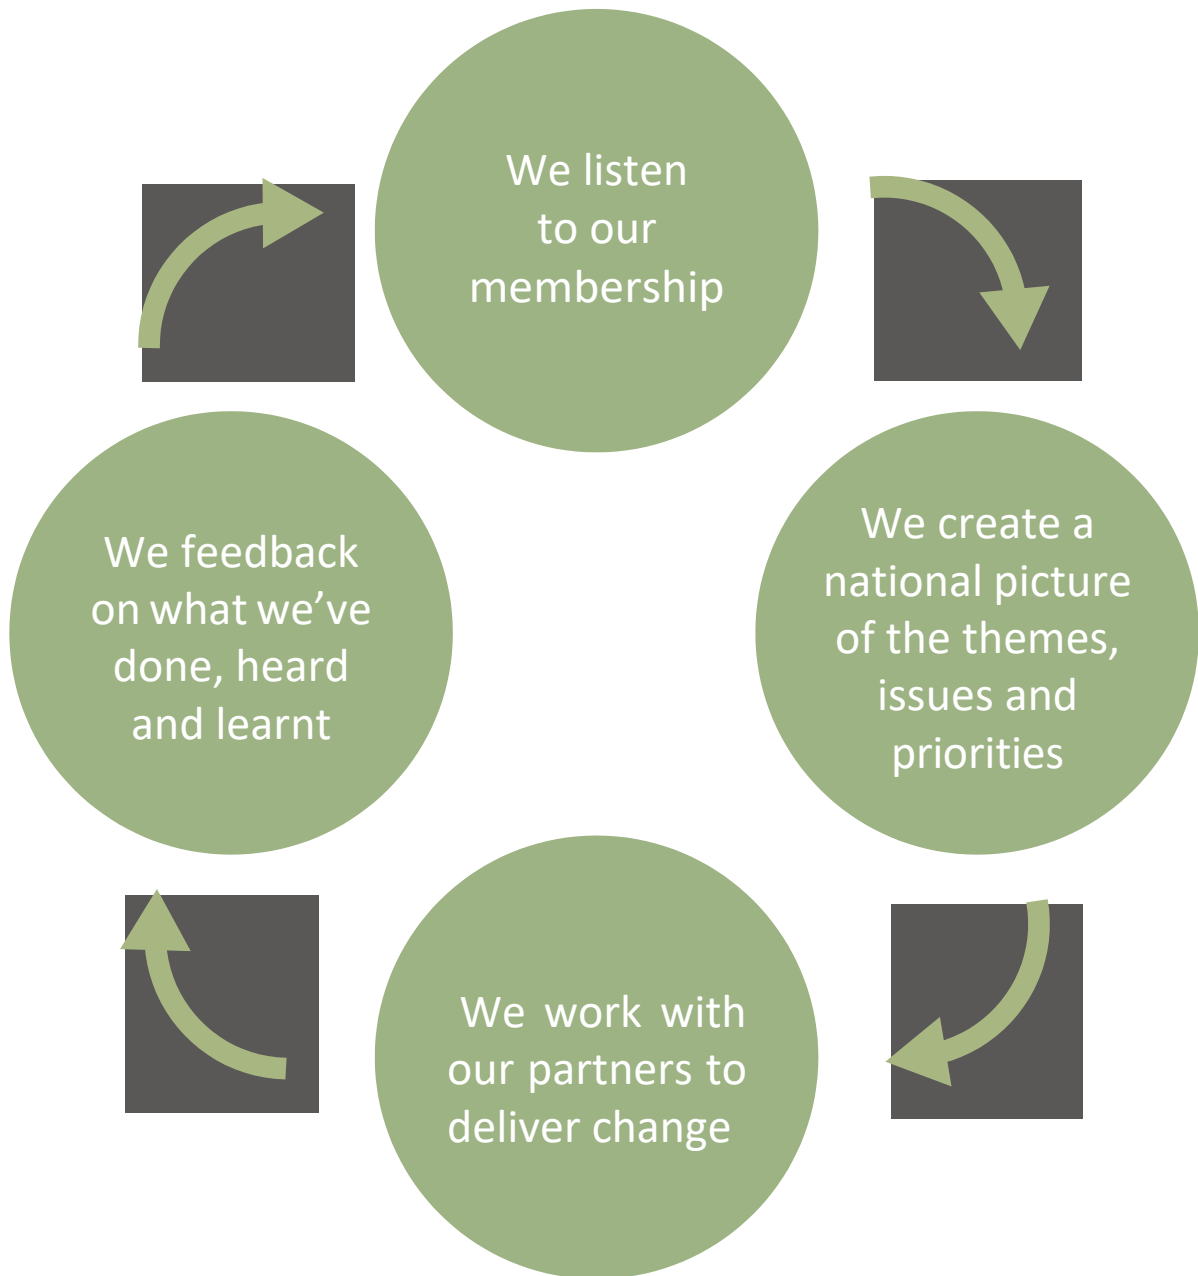 We listen
to our
membership
We create a
national picture
of the themes,
issues and
priorities
We work with
our partners to
deliver change
We feedback
on what we’ve
done, heard
and learnt